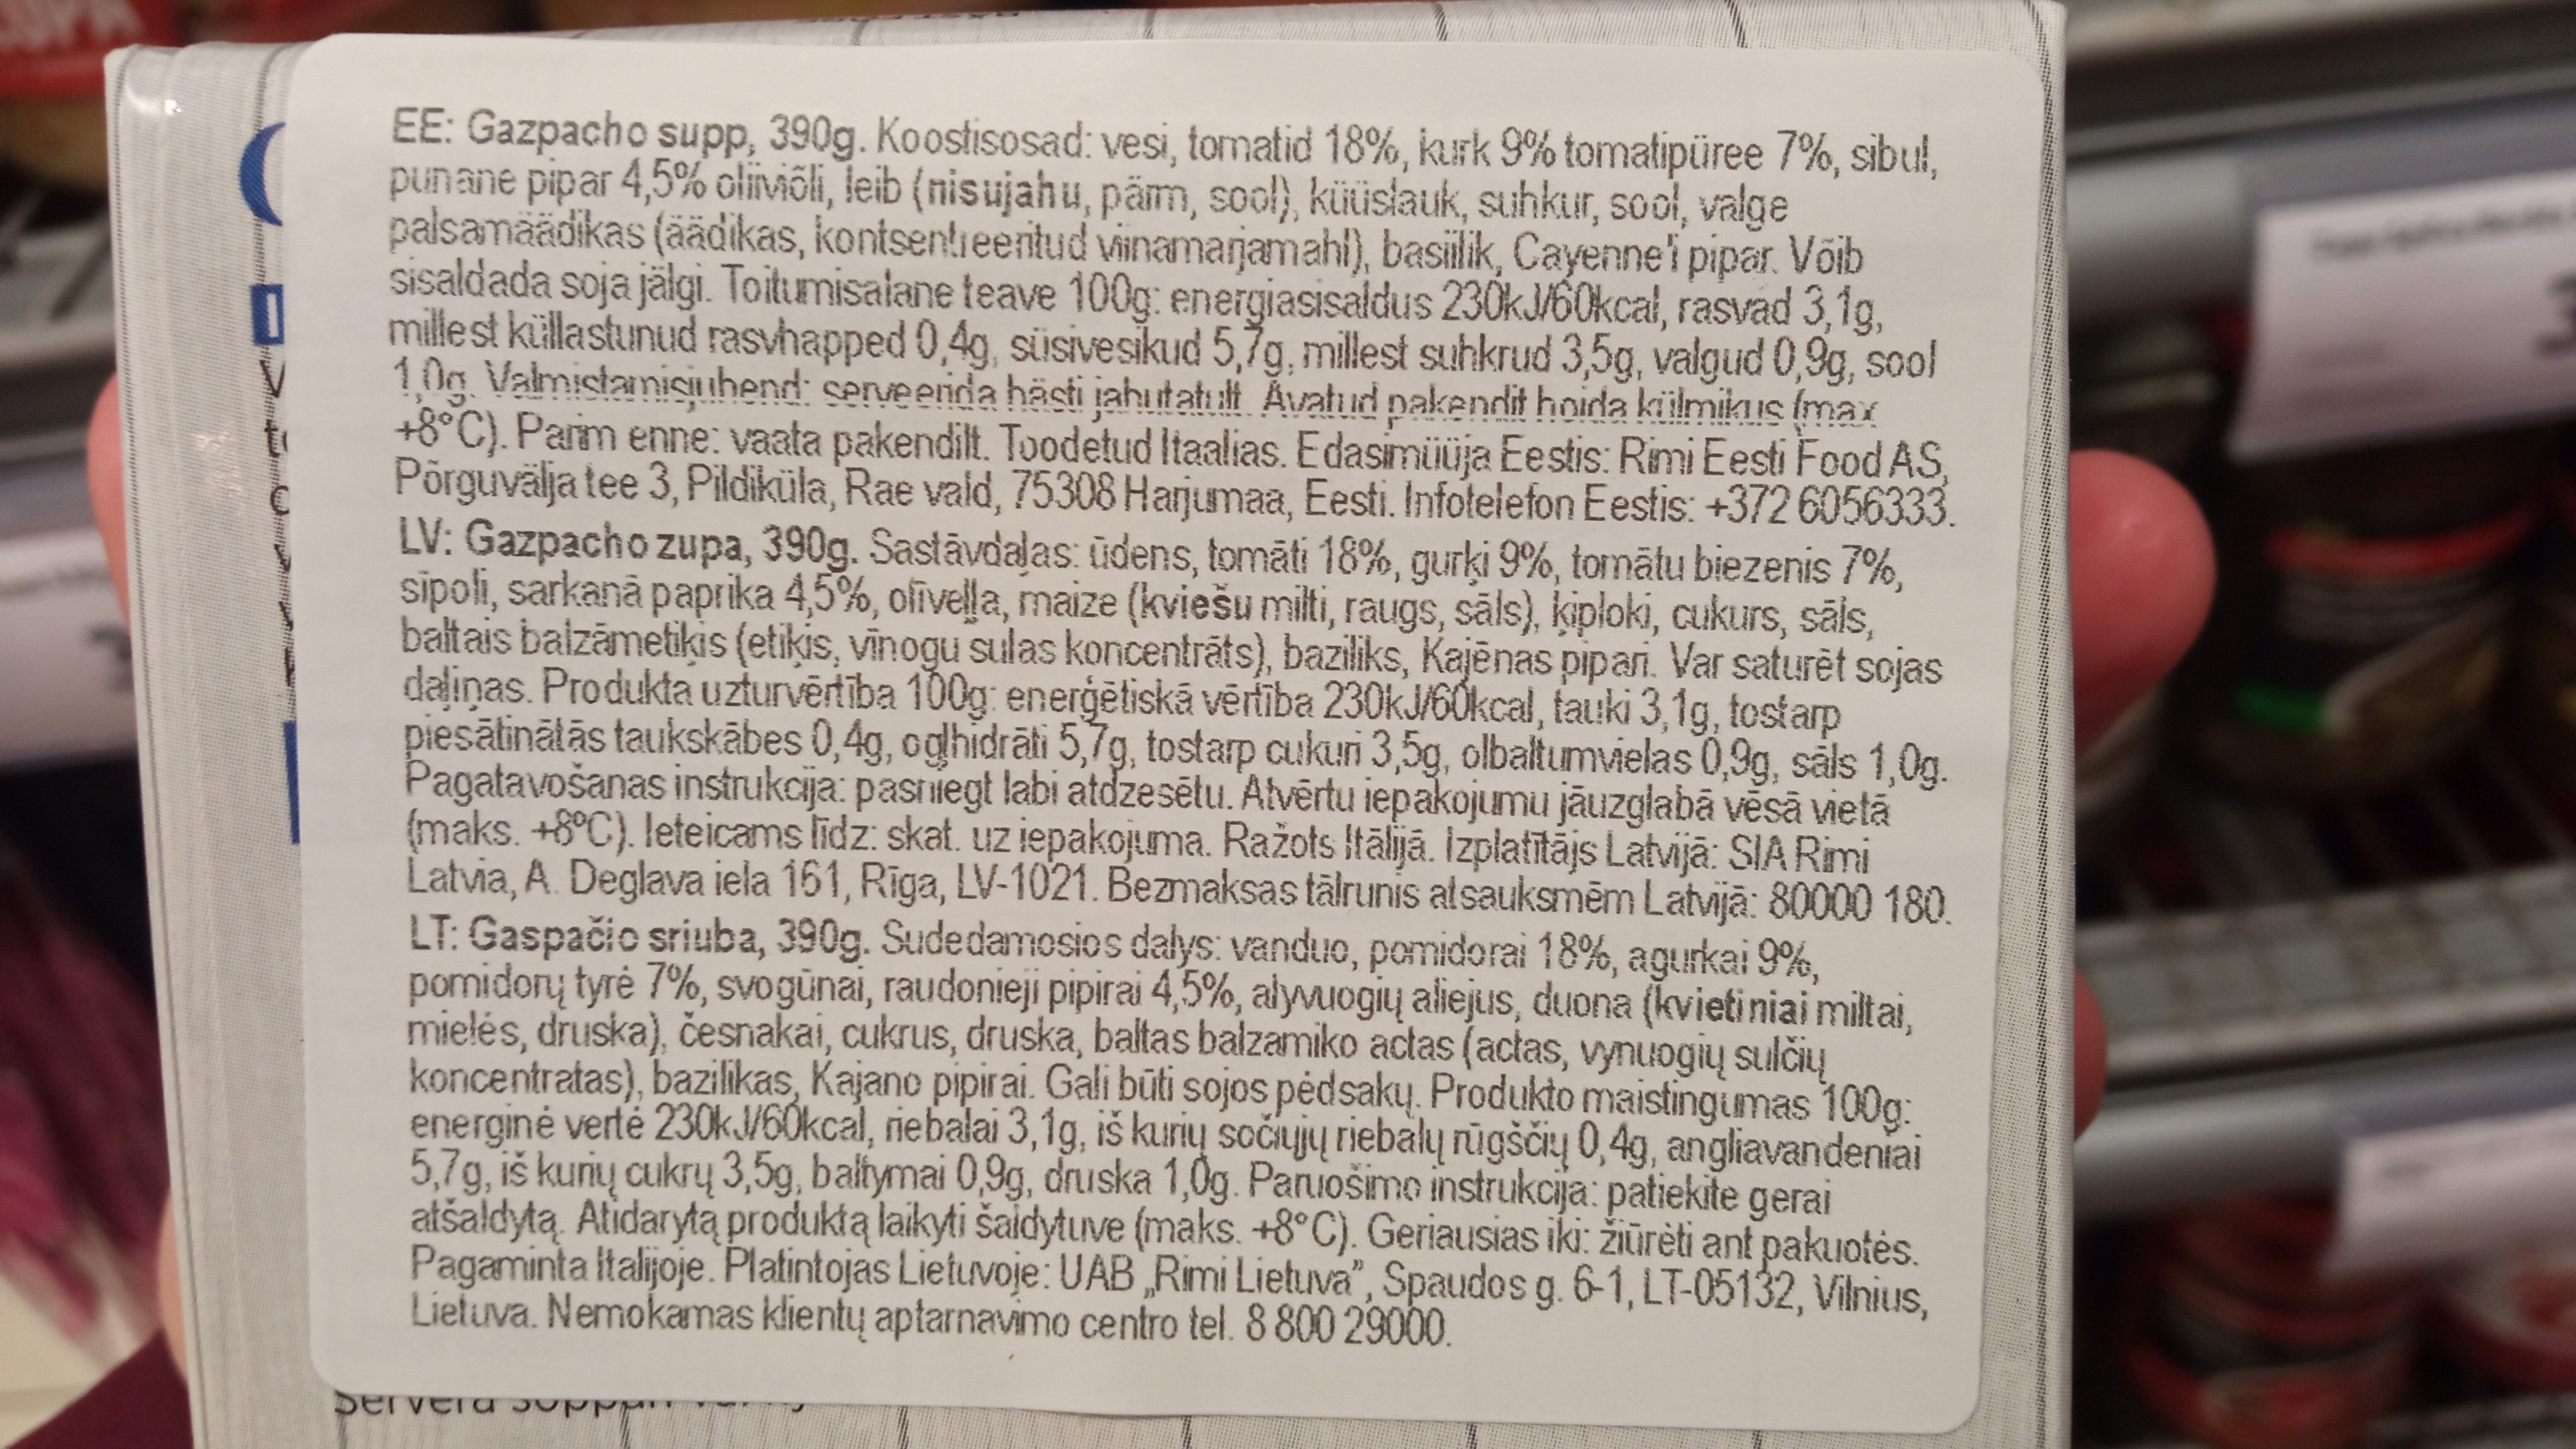 EE: Gazpacho supp, 390g. Koostisosad: vesi, tomatid 18%, kurk 9% tomatipüree 7%, sibul,
punane pipar 4,5% oliiviõli, leib (nisujahu, pärm, sool), küüslauk, suhkur, sool, valge
palsamäädikas (äädikas, kontsentreeritud viinamarjamahl), basiilik, Cayenne'i pipar. Võib
sisaldada soja jälgi. Toitumisalane teave 100g: energiasisaldus 230kJ/60kcal, rasvad 3,1g,
millest küllastunud rasvhapped 0,4g, süsivesikud 5,7g, millest suhkrud 3,5g, valgud 0,9g, sool
1,0g. Valmistamisjuhend: serveerida hästi jahutatult. Avatud pakendit hoida külmikus (max
+8°C). Parim enne: vaata pakendilt. Toodetud Itaalias. Edasimüüja Eestis: Rimi Eesti Food AS,
Põrguvälja tee 3, Pildiküla, Rae vald, 75308 Harjumaa, Eesti. Infotelefon Eestis: +372 6056333.
LV: Gazpacho zupa, 390g. Sastāvdaļas: ūdens, tomāti 18%, gurķi 9%, tomātu biezenis 7%,
sīpoli, sarkanā paprika 4,5%, olīveļļa, maize (kviešu milti, raugs, sāls), ķiploki, cukurs, sāls,
baltais balzāmetiķis (etiķis, vīnogu sulas koncentrāts), baziliks, Kajēnas pipari. Var saturēt sojas
daļiņas. Produkta uzturvērtība 100g: enerģētiskā vērtība 230kJ/60kcal, tauki 3,1g, tostarp
piesātinātās taukskābes 0,4g, ogļhidrāti 5,7g, tostarp cukuri 3,5g, olbaltumvielas 0,9g, sāls 1,0g.
Pagatavošanas instrukcija: pasniegt labi atdzesētu. Atvērtu iepakojumu jāuzglabā vēsā vietā
(maks. +8°C). Ieteicams līdz: skat. uz iepakojuma. Ražots Itālijā. Izplatītājs Latvijā: SIA Rimi
Latvia, A. Deglava iela 161, Rīga, LV-1021. Bezmaksas tālrunis atsauksmēm Latvijā: 80000 180.
LT: Gaspačio sriuba, 390g. Sudedamosios dalys: vanduo, pomidorai 18%, agurkai 9%,
pomidorų tyrė 7%, svogūnai, raudonieji pipirai 4,5%, alyvuogių aliejus, duona (kvietiniai miltai,
mielės, druska), česnakai, cukrus, druska, baltas balzamiko actas (actas, vynuogių sulčių
koncentratas), bazilikas, Kajano pipirai. Gali būti sojos pėdsakų. Produkto maistingumas 100g:
energinė vertė 230kJ/60kcal, riebalai 3,1g, iš kurių sočiųjų riebalų rūgščių 0,4g, angliavandeniai
5,7g, iš kurių cukrų 3,5g, baltymai 0,9g, druska 1,0g. Paruošimo instrukcija: patiekite gerai
atšaldytą. Atidarytą produktą laikyti šaldytuve (maks. +8°C). Geriausias iki: žiūrėti ant pakuotės.
Pagaminta Italijoje. Platintojas Lietuvoje: UAB „Rimi Lietuva”, Spaudos g. 6-1, LT-05132, Vilnius,
Lietuva. Nemokamas klientų aptarnavimo centro tel. 8 800 29000.
Servera soppan